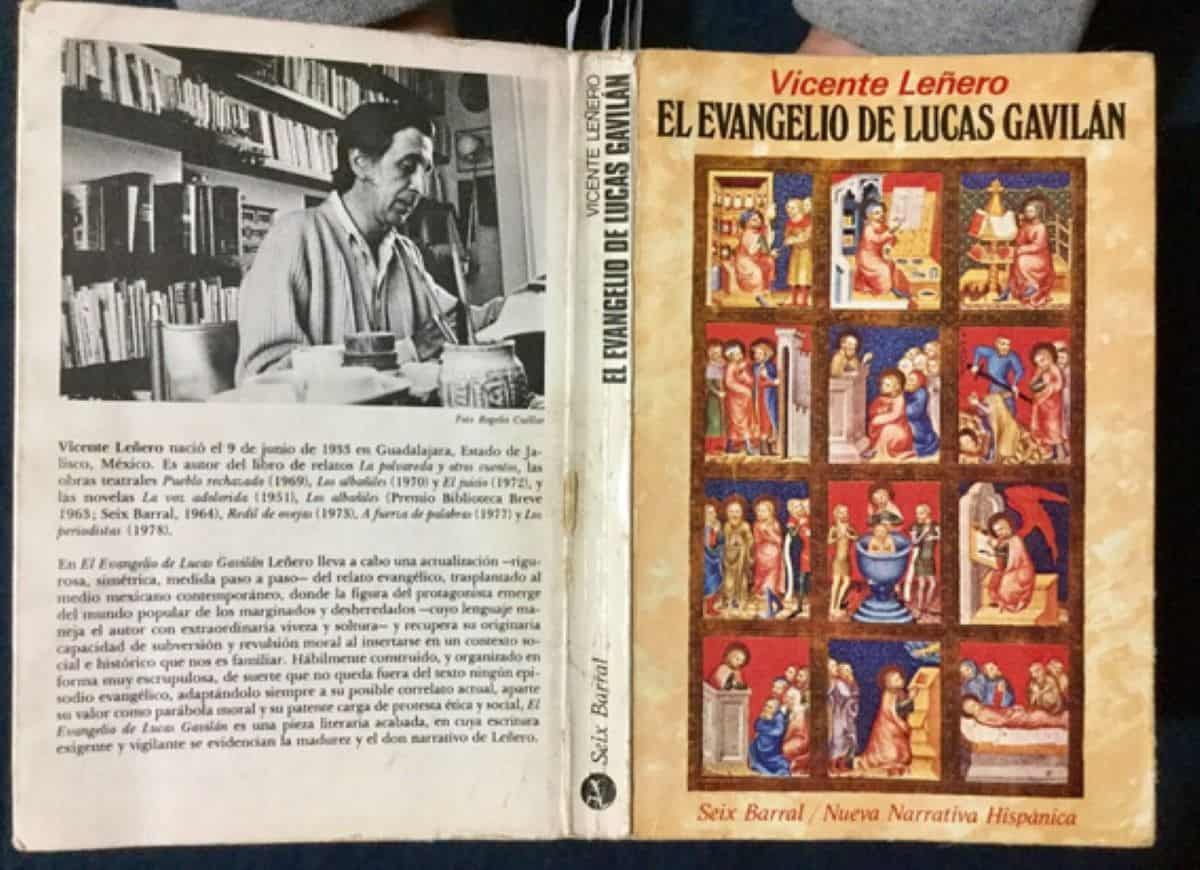 Foto Rogelio Cuéllar
Vicente Leñero nació el 9 de junio de 1933 en Guadalajara, Estado de Ja-
lisco, México. Es autor del libro de relatos La polvareda y otros cuentos, las
obras teatrales Pueblo rechazado (1969), Los albañiles (1970) y El juicio (1972), y
las novelas La voz adolorida (1951), Los albañiles (Premio Biblioteca Breve
1963; Seix Barral, 1964), Redil de ovejas (1973), A fuerza de palabras (1977) y Los
periodistas (1978).
En El Evangelio de Lucas Gavilán Leñero lleva a cabo una actualización —rigu-
rosa, simétrica, medida paso a paso— del relato evangélico, trasplantado al
medio mexicano contemporáneo, donde la figura del protagonista emerge
del mundo popular de los marginados y desheredados —cuyo lenguaje ma-
neja el autor con extraordinaria viveza y soltura— y recupera su originaria
capacidad de subversión y revulsión moral al insertarse en un contexto so-
cial e histórico que nos es familiar. Hábilmente construido, y organizado en
forma muy escrupulosa, de suerte que no queda fuera del texto ningún epi-
sodio evangélico, adaptándolo siempre a su posible correlato actual, aparte
su valor como parábola moral y su patente carga de protesta ética y social, El
Evangelio de Lucas Gavilán es una pieza literaria acabada, en cuya escritura
exigente y vigilante se evidencian la madurez y el don narrativo de Leñero.
VICENTE LEÑERO
EL EVANGELIO DE LUCAS GAVILÁN
Seix Barral
Vicente Leñero
EL EVANGELIO DE LUCAS GAVILÁN
Seix Barral / Nueva Narrativa Hispánica